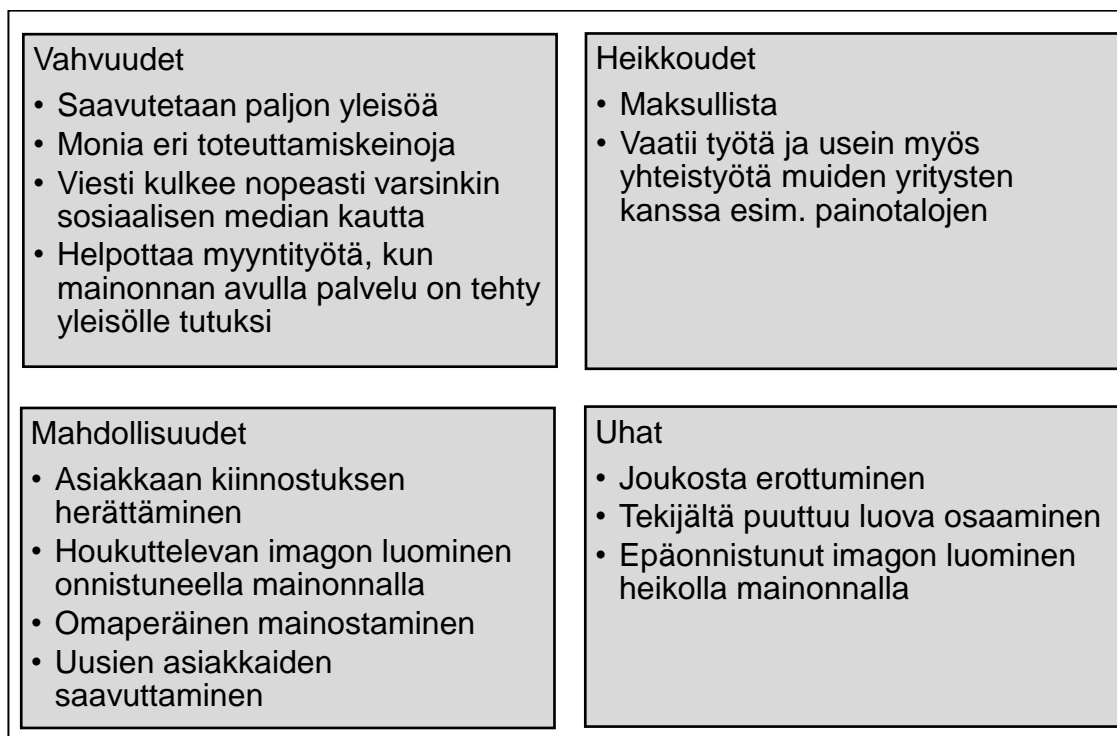 Vahvuudet
• Saavutetaan paljon yleisöä
• Monia eri toteuttamiskeinoja
• Viesti kulkee nopeasti varsinkin
sosiaalisen median kautta
• Helpottaa myyntityötä, kun
mainonnan avulla palvelu on tehty
yleisölle tutuksi
Heikkoudet
• Maksullista
• Vaatii työtä ja usein myös
yhteistyötä muiden yritysten
kanssa esim. painotalojen
Mahdollisuudet
• Asiakkaan kiinnostuksen
herättäminen
• Houkuttelevan imagon luominen
onnistuneella mainonnalla
• Omaperäinen mainostaminen
• Uusien asiakkaiden
saavuttaminen
Uhat
• Joukosta erottuminen
• Tekijältä puuttuu luova osaaminen
• Epäonnistunut imagon luominen
heikolla mainonnalla